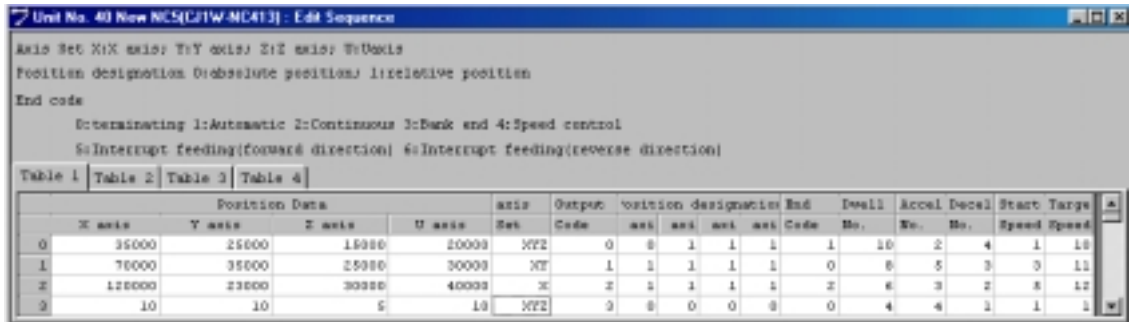 Unit No. 40 New NC5[CJ1W-NC413] : Edit Sequence
Axis Set X:X axis; Y:Y axis; Z:Z axis; U:Uaxis
Position designation 0:absolute position; 1:relative position
End code
0:terminating 1:Automatic 2:Continuous 3:Bank end 4:Speed control
5:Interrupt feeding(forward direction) 6:Interrupt feeding(reverse direction)
Table 1 Table 2 Table 3 Table 4
Position Data axis Output osition designatio End Dwell Accel Decel Start Targe
X axis Y axis Z axis U axis Set Code axi axi axi axi Code No. No. No. Speed Speed
0 35000 25000 15000 20000 XYZ 0 0 1 1 1 1 10 2 4 1 10
1 70000 35000 25000 30000 XY 1 1 1 1 1 0 8 5 3 3 11
2 120000 23000 30000 40000 X 2 1 1 1 1 2 6 3 2 12
3 10 10 5 10 XYZ 3 0 0 0 0 0 4 4 1 1 1